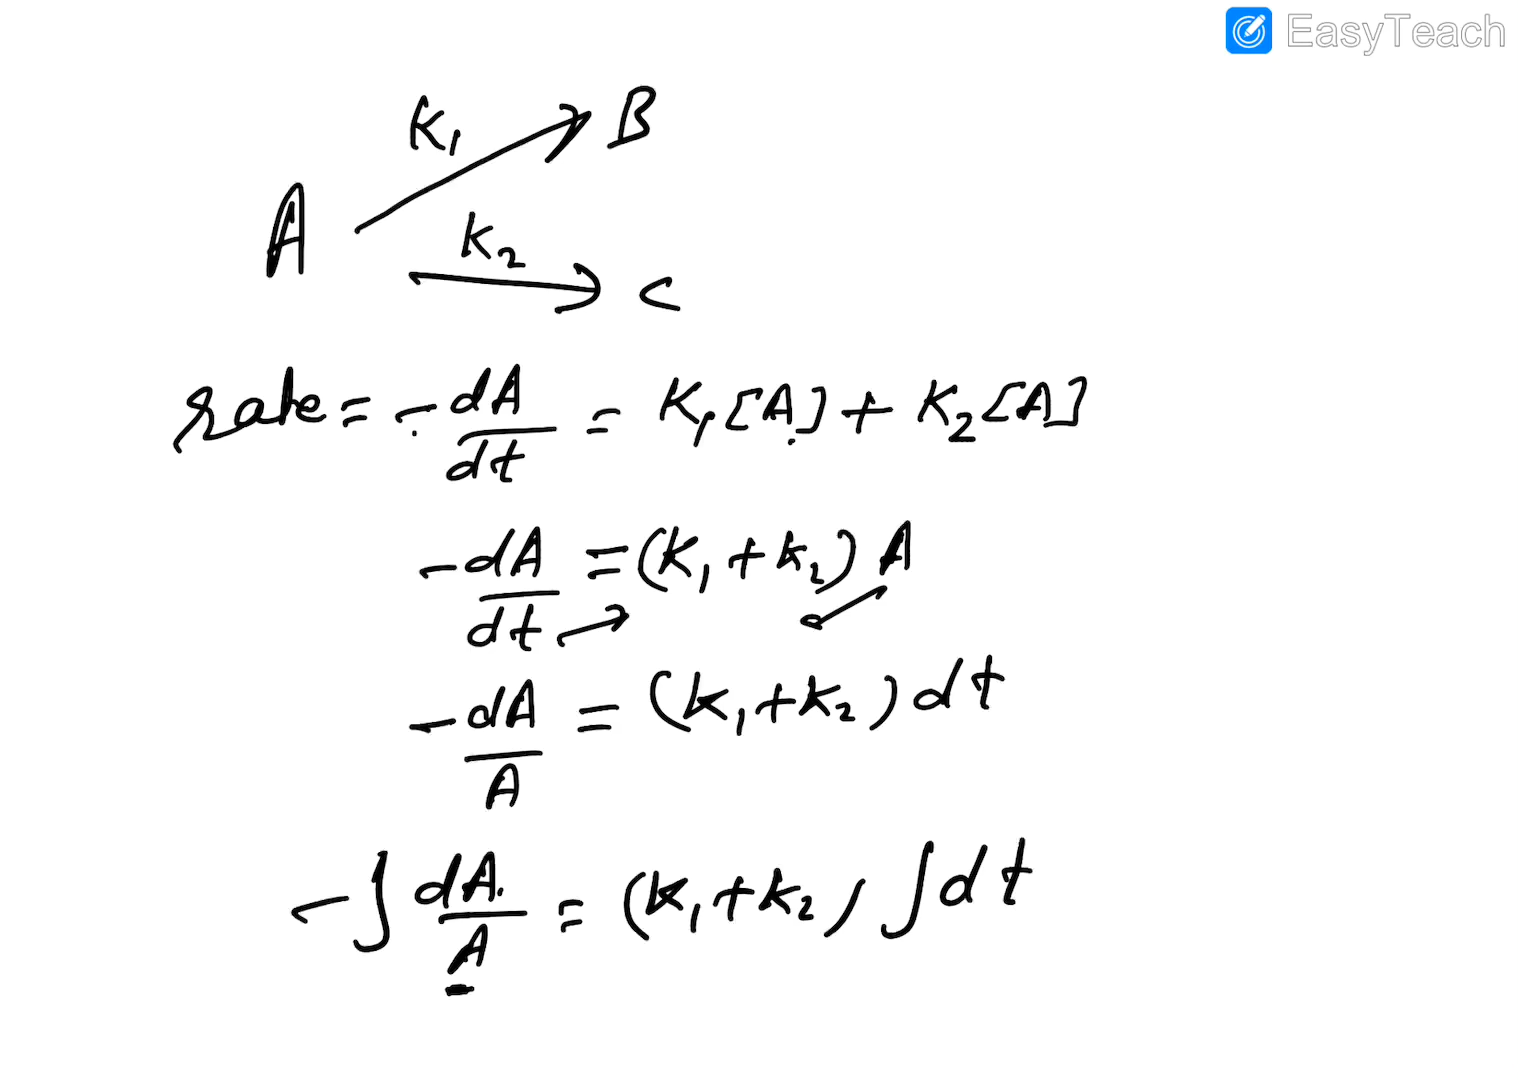 EasyTeach
K₁ B
A
K₂ C
rate = -dA/dt = K₁[A] + K₂[A]
-dA/dt = (K₁+K₂) A
-dA/A = (K₁+K₂) dt
-∫ dA/A = (K₁+K₂) ∫dt